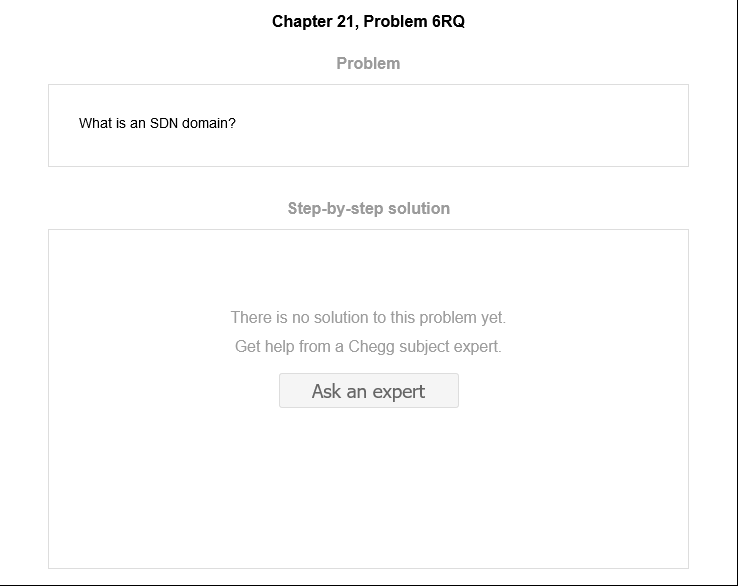 Chapter 21, Problem 6RQ
Problem
What is an SDN domain?
Step-by-step solution
There is no solution to this problem yet.
Get help from a Chegg subject expert.
Ask an expert